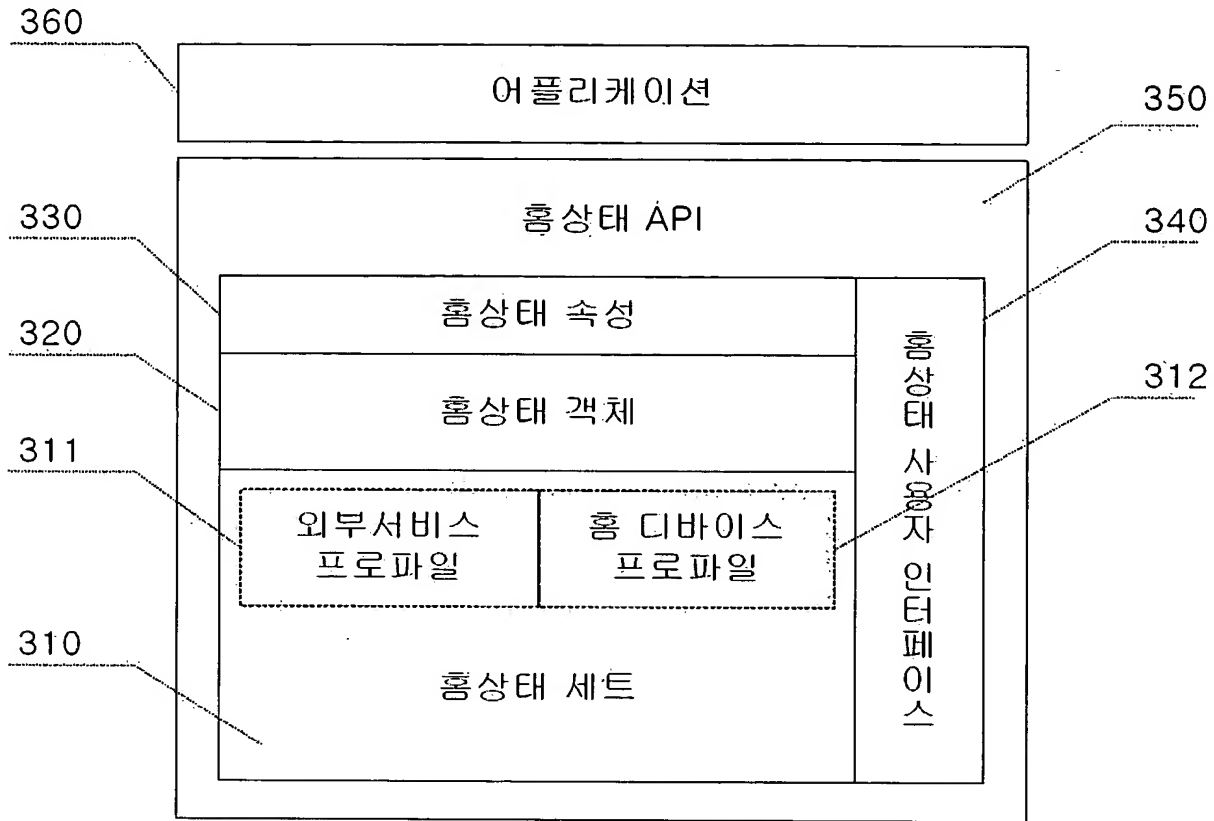 360
어플리케이션
350
홈상태 API
330
340
홈상태 속성
320
홈상태 객체
312
311
외부서비스
프로파일
홈 디바이스
프로파일
310
홈상태 세트
홈상태 사용자 인터페이스